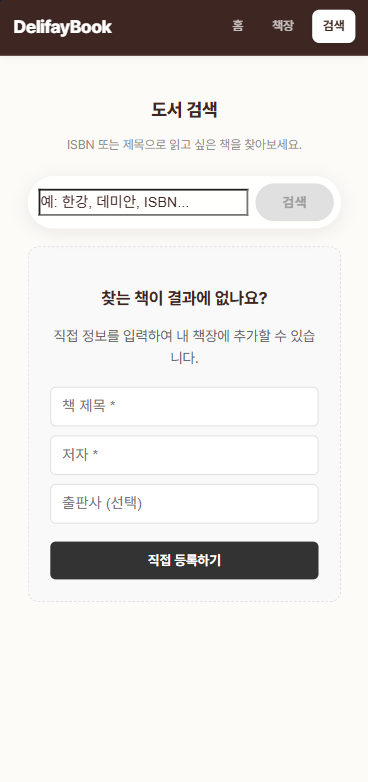 DelifayBook
홈
책장
검색
도서 검색
ISBN 또는 제목으로 읽고 싶은 책을 찾아보세요.
예: 한강, 데미안, ISBN...
검색
찾는 책이 결과에 없나요?
직접 정보를 입력하여 내 책장에 추가할 수 있습
니다.
책 제목 *
저자 *
출판사 (선택)
직접 등록하기